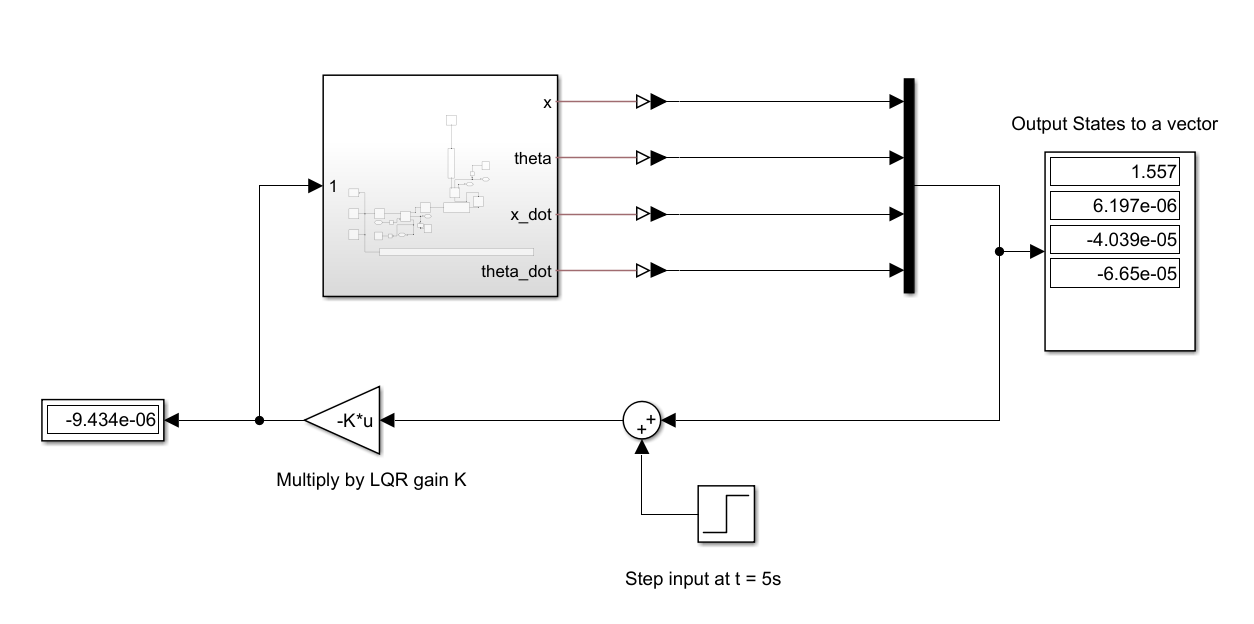 x
theta
x_dot
theta_dot
1
Output States to a vector
1.557
6.197e-06
-4.039e-05
-6.65e-05
-9.434e-06
-K*u
+
+
Multiply by LQR gain K
Step input at t = 5s